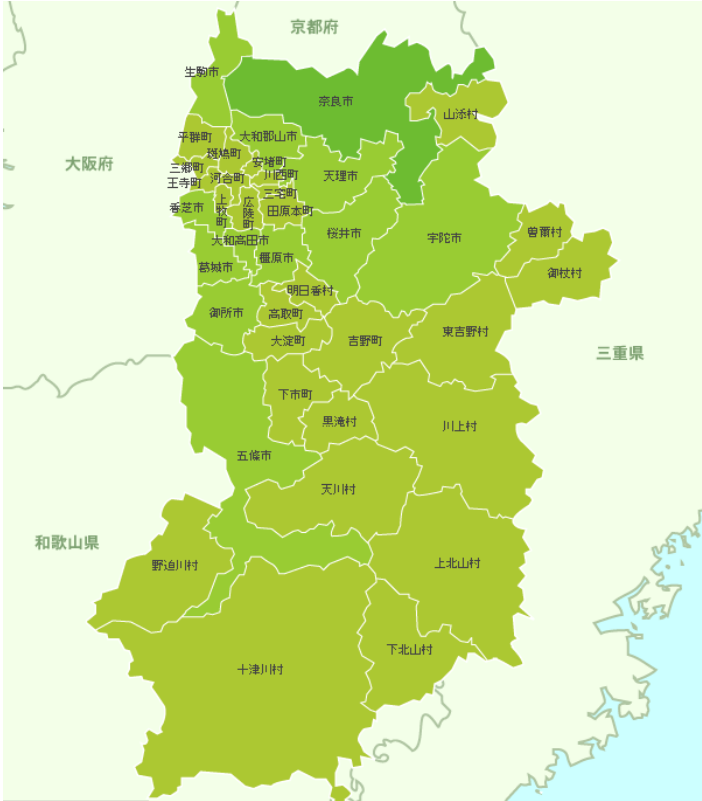 京都府
生駒市
奈良市
山添村
平群町
大和郡山市
斑鳩町
大阪府
安堵町
三郷町
川西町
天理市
河合町
王寺町
三宅町
上牧町
広陵町
香芝市
田原本町
桜井市
宇陀市
曽爾村
大和高田市
橿原市
葛城市
御杖村
明日香村
御所市
高取町
東吉野村
大淀町
吉野町
三重県
下市町
黒滝村
川上村
五條市
天川村
和歌山県
野迫川村
上北山村
下北山村
十津川村